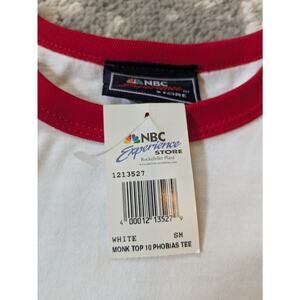 NBC
Experience
STORE
NBC
Experience
STORE
Rockefeller Plaza
1213527
4 00012 13527 9
WHITE SM
MONK TOP 10 PHOBIAS TEE